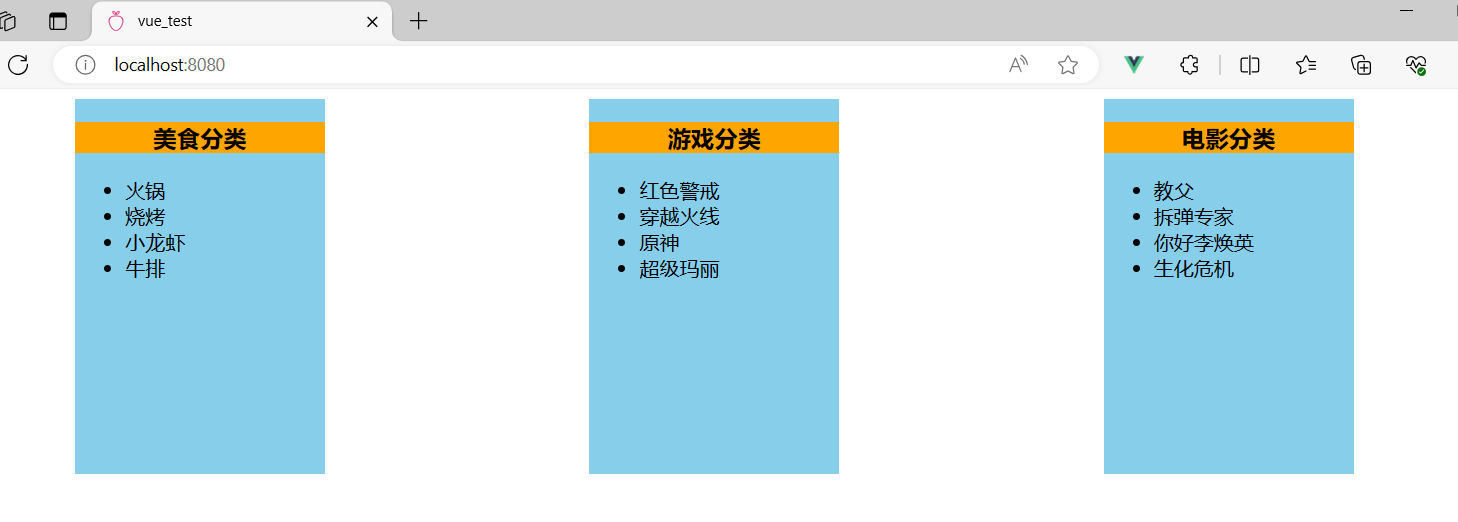 vue_test
localhost:8080
美食分类
火锅
烧烤
小龙虾
牛排
游戏分类
红色警戒
穿越火线
原神
超级玛丽
电影分类
教父
拆弹专家
你好李焕英
生化危机